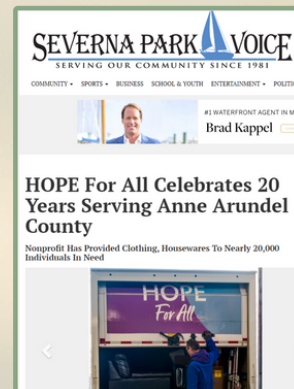 SEVERNA PARK VOICE
SERVING OUR COMMUNITY SINCE 1981
COMMUNITY SPORTS BUSINESS SCHOOL & YOUTH ENTERTAINMENT
#1 WATERFRONT AGENT IN
Brad Kappel
HOPE For All Celebrates 20
Years Serving Anne Arundel
County
Nonprofit Has Provided Clothing, Housewares To Nearly 20,000
Individuals In Need
HOPE
For All